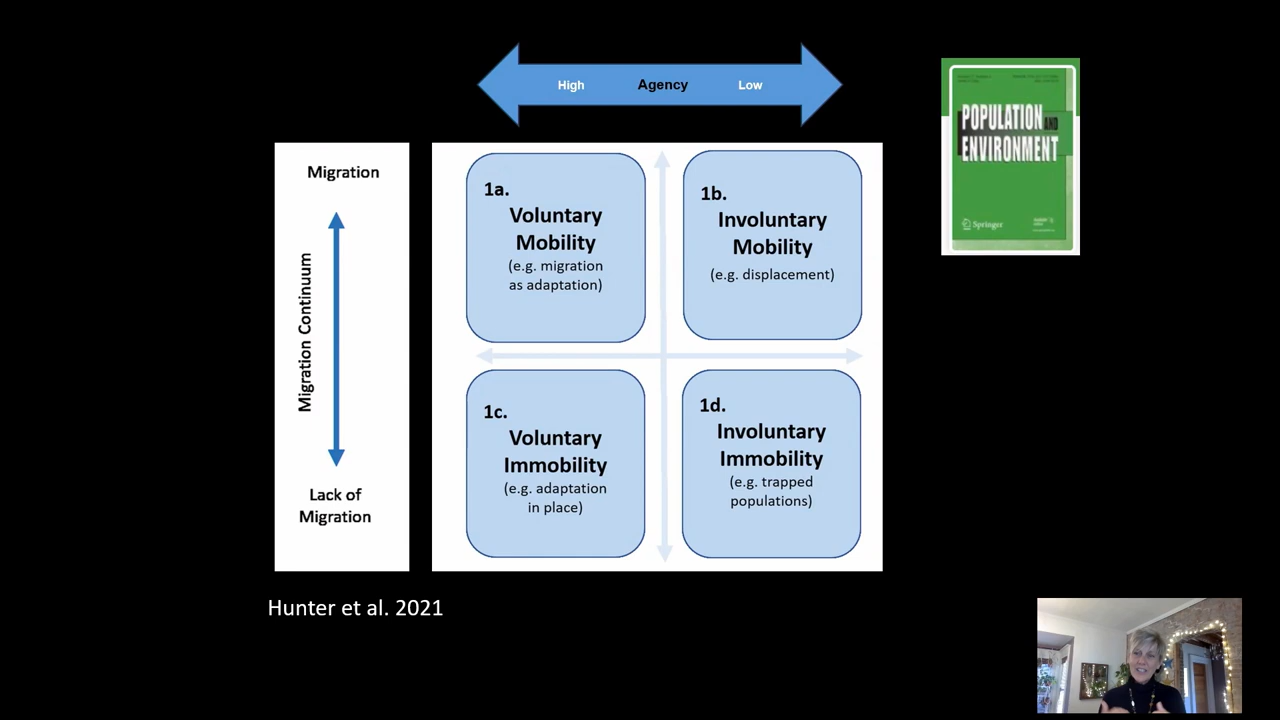 High Agency Low
POPULATION AND
ENVIRONMENT
Springer
Migration
Migration Continuum
Lack of
Migration
1a.
Voluntary
Mobility
(e.g. migration
as adaptation)
1b.
Involuntary
Mobility
(e.g. displacement)
1c.
Voluntary
Immobility
(e.g. adaptation
in place)
1d.
Involuntary
Immobility
(e.g. trapped
populations)
Hunter et al. 2021